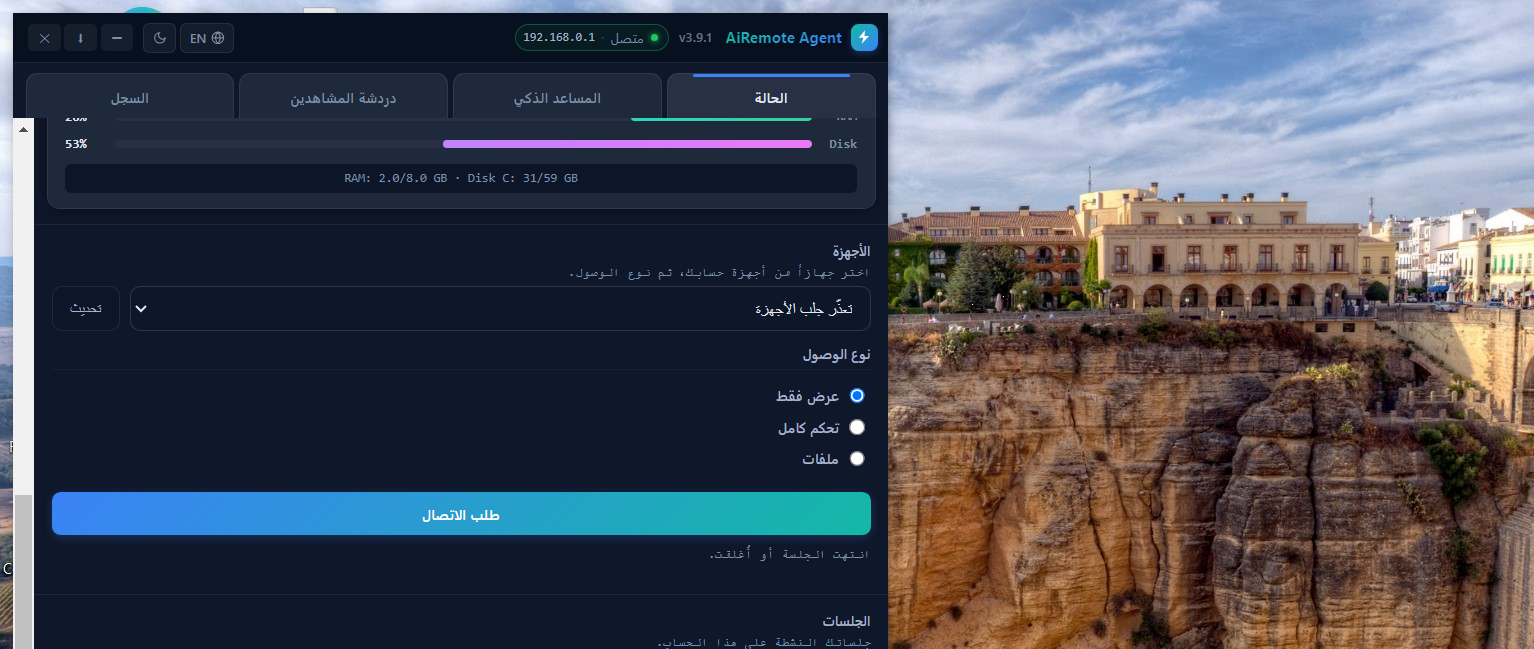 AiRemote Agent v3.9.1 متصل · 192.168.0.1 EN
الحالة المساعد الذكي دردشة المشاهدين السجل
Disk 53%
RAM: 2.0/8.0 GB · Disk C: 31/59 GB
الأجهزة
اختر جهازاً من أجهزة حسابك، ثم نوع الوصول.
تعذّر جلب الأجهزة تحديث
نوع الوصول
عرض فقط
تحكم كامل
ملفات
طلب الاتصال
انتهت الجلسة أو أُغلقت.
الجلسات
جلساتك النشطة على هذا الحساب.